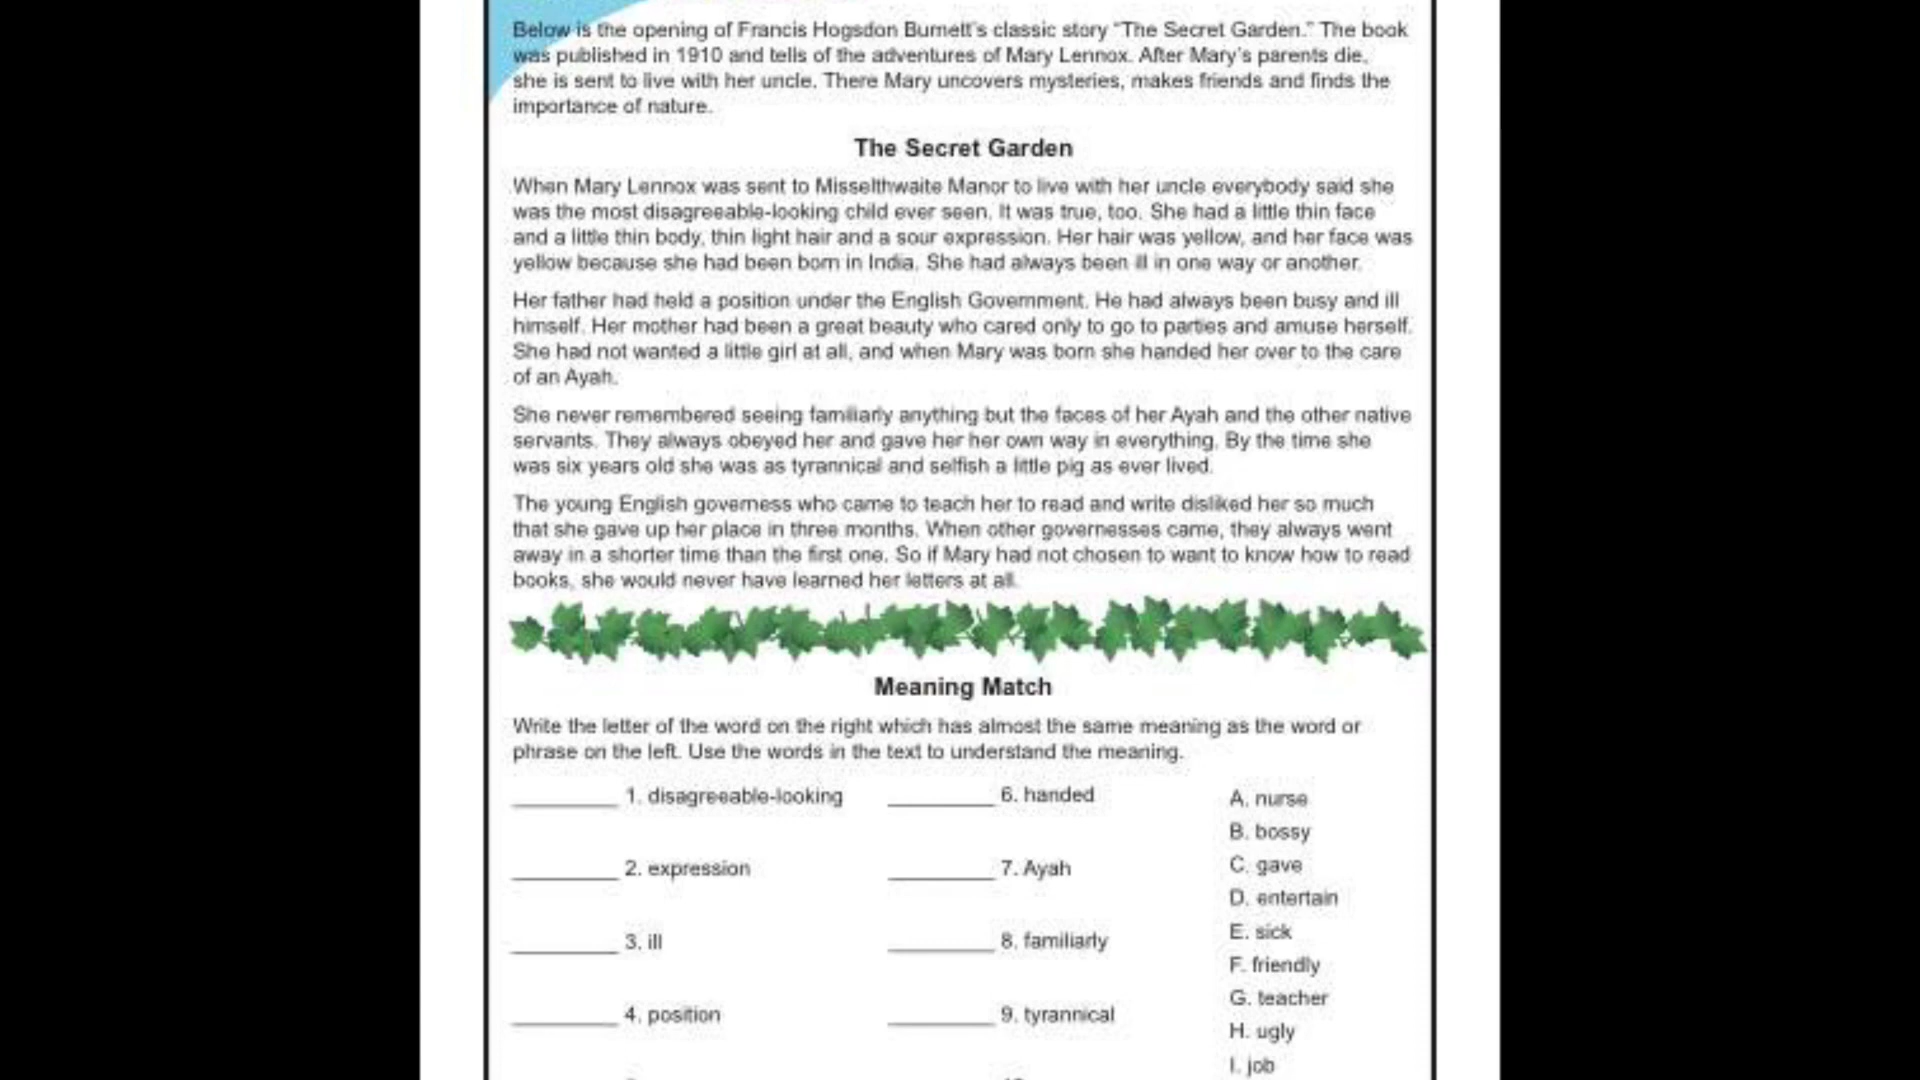 Below is the opening of Francis Hogsdon Burnett's classic story “The Secret Garden.” The book
was published in 1910 and tells of the adventures of Mary Lennox. After Mary's parents die,
she is sent to live with her uncle. There Mary uncovers mysteries, makes friends and finds the
importance of nature.
The Secret Garden
When Mary Lennox was sent to Misselthwaite Manor to live with her uncle everybody said she
was the most disagreeable-looking child ever seen. It was true, too. She had a little thin face
and a little thin body, thin light hair and a sour expression. Her hair was yellow, and her face was
yellow because she had been born in India. She had always been ill in one way or another.
Her father had held a position under the English Government. He had always been busy and ill
himself. Her mother had been a great beauty who cared only to go to parties and amuse herself.
She had not wanted a little girl at all, and when Mary was born she handed her over to the care
of an Ayah.
She never remembered seeing familiarly anything but the faces of her Ayah and the other native
servants. They always obeyed her and gave her her own way in everything. By the time she
was six years old she was as tyrannical and selfish a little pig as ever lived.
The young English governess who came to teach her to read and write disliked her so much
that she gave up her place in three months. When other governesses came, they always went
away in a shorter time than the first one. So if Mary had not chosen to want to know how to read
books, she would never have learned her letters at all.
Meaning Match
Write the letter of the word on the right which has almost the same meaning as the word or
phrase on the left. Use the words in the text to understand the meaning.
1. disagreeable-looking
2. expression
3. ill
4. position
6. handed
7. Ayah
8. familiarly
9. tyrannical
A. nurse
B. bossy
C. gave
D. entertain
E. sick
F. friendly
G. teacher
H. ugly
I. job